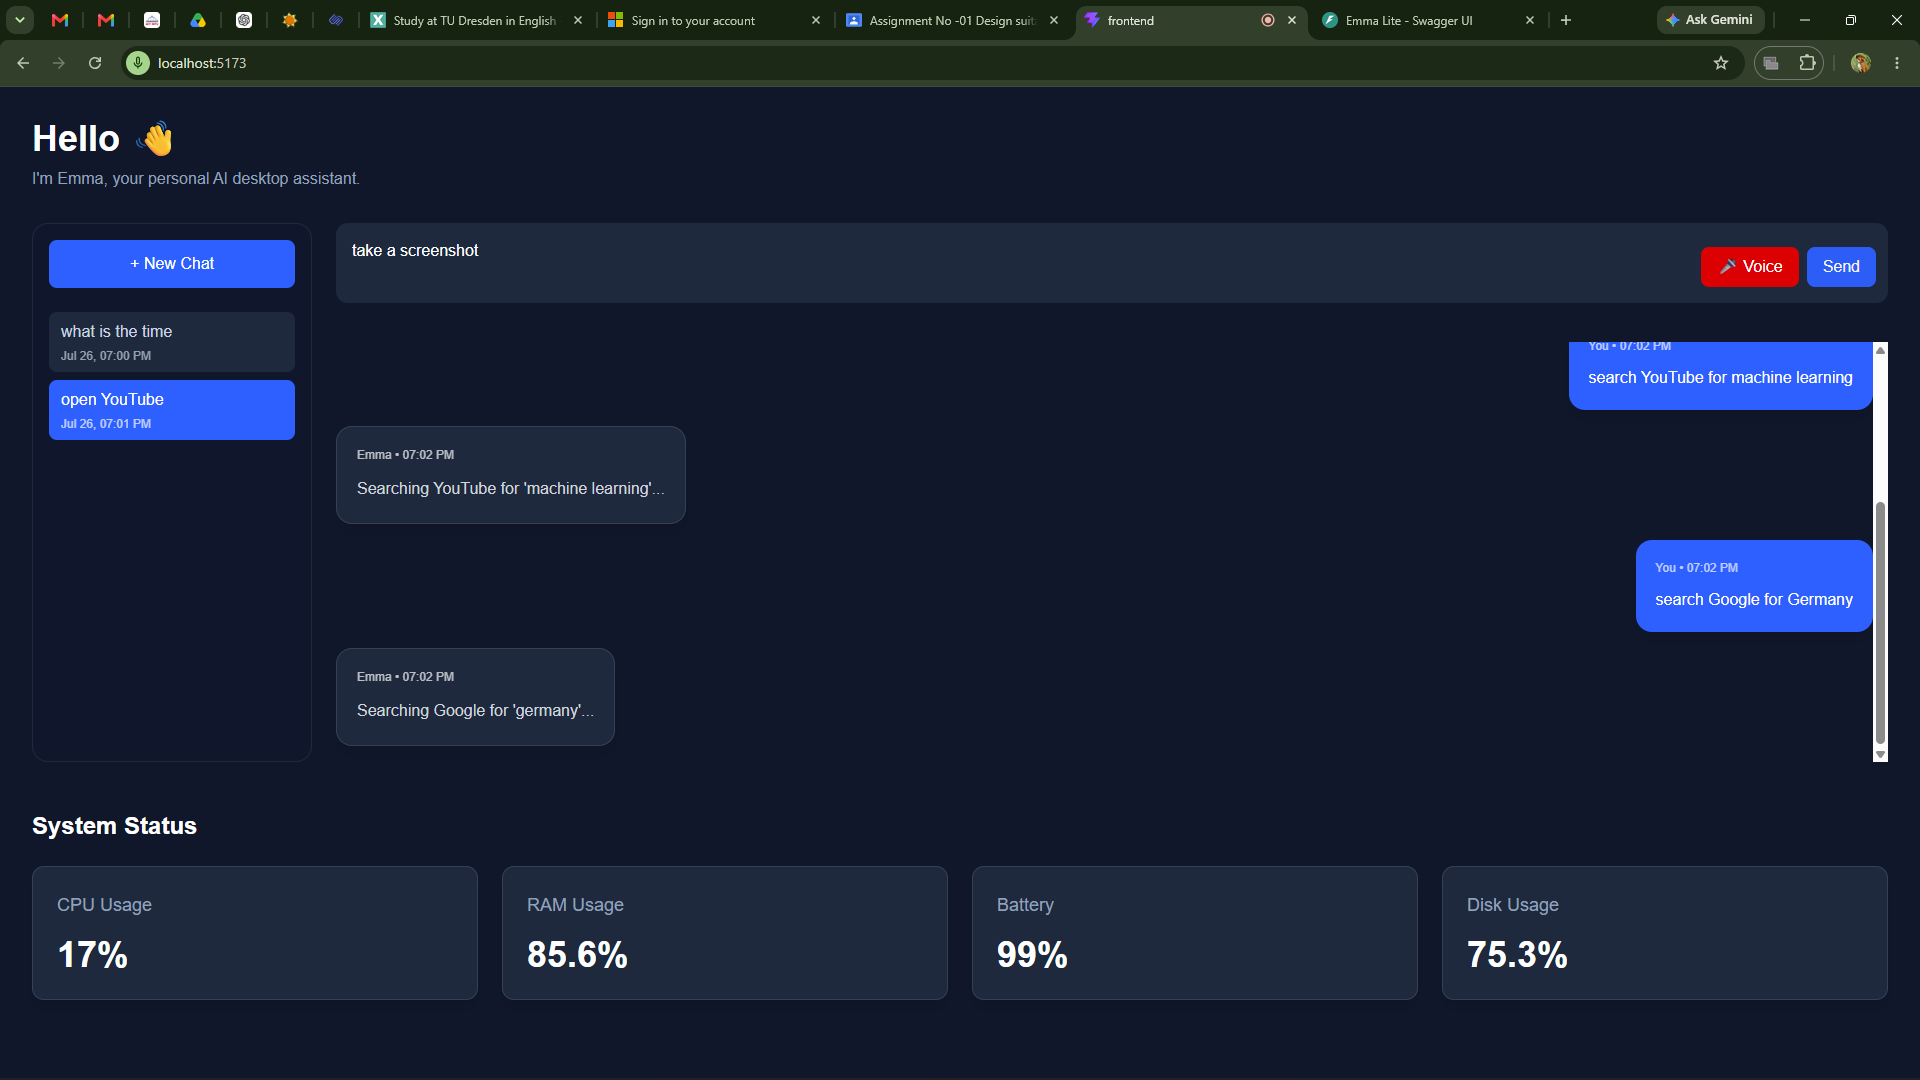 Study at TU Dresden in English
Sign in to your account
Assignment No -01 Design suit
frontend
Emma Lite - Swagger UI
Ask Gemini
localhost:5173
Hello 👋
I'm Emma, your personal AI desktop assistant.
+ New Chat
what is the time
Jul 26, 07:00 PM
open YouTube
Jul 26, 07:01 PM
take a screenshot
🎤 Voice
Send
You • 07:02 PM
search YouTube for machine learning
Emma • 07:02 PM
Searching YouTube for 'machine learning'...
You • 07:02 PM
search Google for Germany
Emma • 07:02 PM
Searching Google for 'germany'...
System Status
CPU Usage
17%
RAM Usage
85.6%
Battery
99%
Disk Usage
75.3%